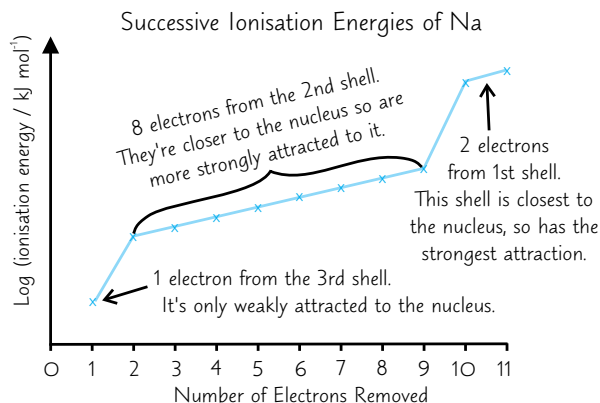 Successive Ionisation Energies of Na
Log (ionisation energy / kJ mol⁻¹)
8 electrons from the 2nd shell.
They're closer to the nucleus so are
more strongly attracted to it.
2 electrons
from 1st shell.
This shell is closest to
the nucleus, so has the
strongest attraction.
1 electron from the 3rd shell.
It's only weakly attracted to the nucleus.
0 1 2 3 4 5 6 7 8 9 10 11
Number of Electrons Removed